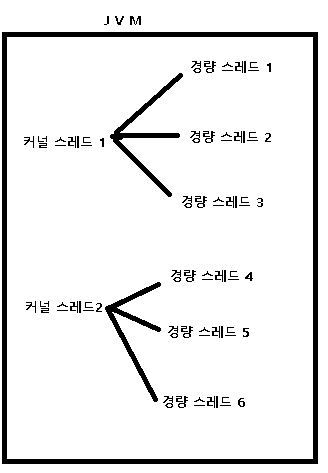 J V M
경량 스레드 1
커널 스레드 1
경량 스레드 2
경량 스레드 3
경량 스레드 4
커널 스레드2
경량 스레드 5
경량 스레드 6